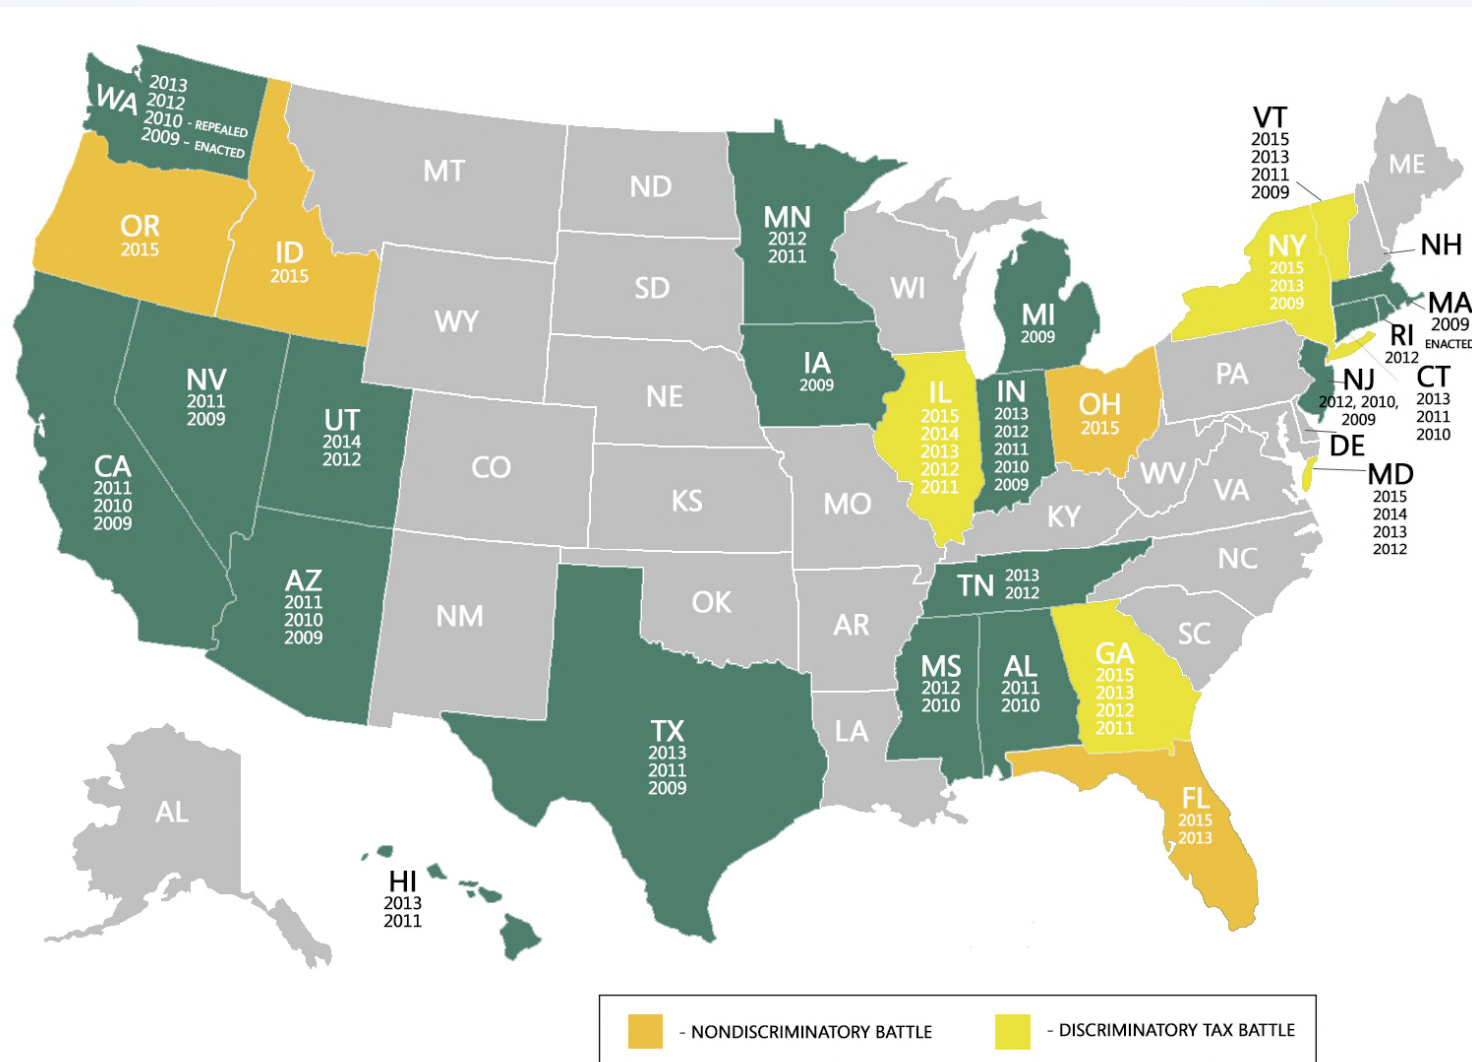 WA
2013
2012
2010 - REPEALED
2009 - ENACTED
OR
2015
ID
2015
MT
ND
MN
2012
2011
SD
WY
NE
WI
MI
2009
IA
2009
NV
2011
2009
UT
2014
2012
CA
2011
2010
2009
CO
KS
MO
IL
2015
2014
2013
2012
2011
IN
2013
2012
2011
2010
2009
OH
2015
KY
WV
VA
PA
NY
2015
2013
2009
VT
2015
2013
2011
2009
ME
NH
MA
2009
ENACTED
RI
2012
CT
2013
2011
2010
NJ
2012, 2010,
2009
DE
MD
2015
2014
2013
2012
AZ
2011
2010
2009
NM
OK
AR
TN
2013
2012
NC
SC
MS
2012
2010
AL
2011
2010
GA
2015
2013
2012
2011
TX
2013
2011
2009
LA
FL
2015
2013
AL
HI
2013
2011
- NONDISCRIMINATORY BATTLE
- DISCRIMINATORY TAX BATTLE